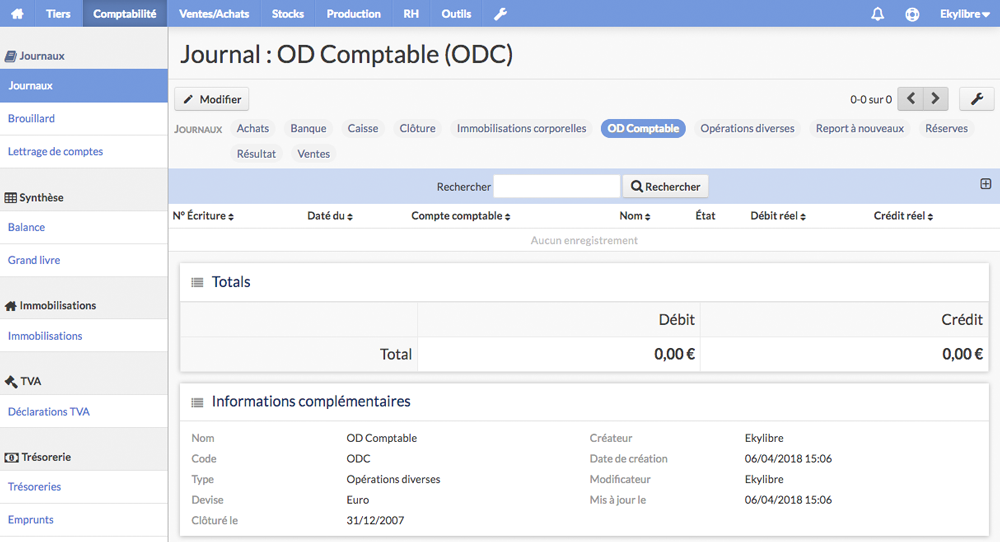 Tiers Comptabilité Ventes/Achats Stocks Production RH Outils Ekylibre
Journaux
Journaux
Brouillard
Lettrage de comptes
Synthèse
Balance
Grand livre
Immobilisations
Immobilisations
TVA
Déclarations TVA
Trésorerie
Trésoreries
Emprunts
Journal : OD Comptable (ODC)
Modifier 0-0 sur 0
JOURNAUX Achats Banque Caisse Clôture Immobilisations corporelles OD Comptable Opérations diverses Report à nouveaux Réserves
Résultat Ventes
Rechercher Rechercher
N° Écriture Daté du Compte comptable Nom État Débit réel Crédit réel
Aucun enregistrement
Totals
Débit Crédit
Total 0,00 € 0,00 €
Informations complémentaires
Nom OD Comptable Créateur Ekylibre
Code ODC Date de création 06/04/2018 15:06
Type Opérations diverses Modificateur Ekylibre
Devise Euro Mis à jour le 06/04/2018 15:06
Clôturé le 31/12/2007